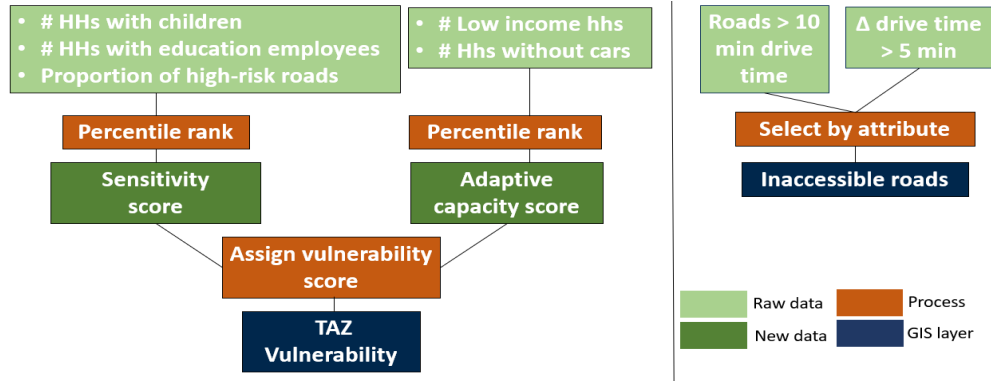 • # HHs with children
• # HHs with education employees
• Proportion of high-risk roads
• # Low income hhs
• # Hhs without cars
Percentile rank
Percentile rank
Sensitivity
score
Adaptive
capacity score
Assign vulnerability
score
TAZ
Vulnerability
Roads > 10
min drive
time
Δ drive time
> 5 min
Select by attribute
Inaccessible roads
Raw data
Process
New data
GIS layer